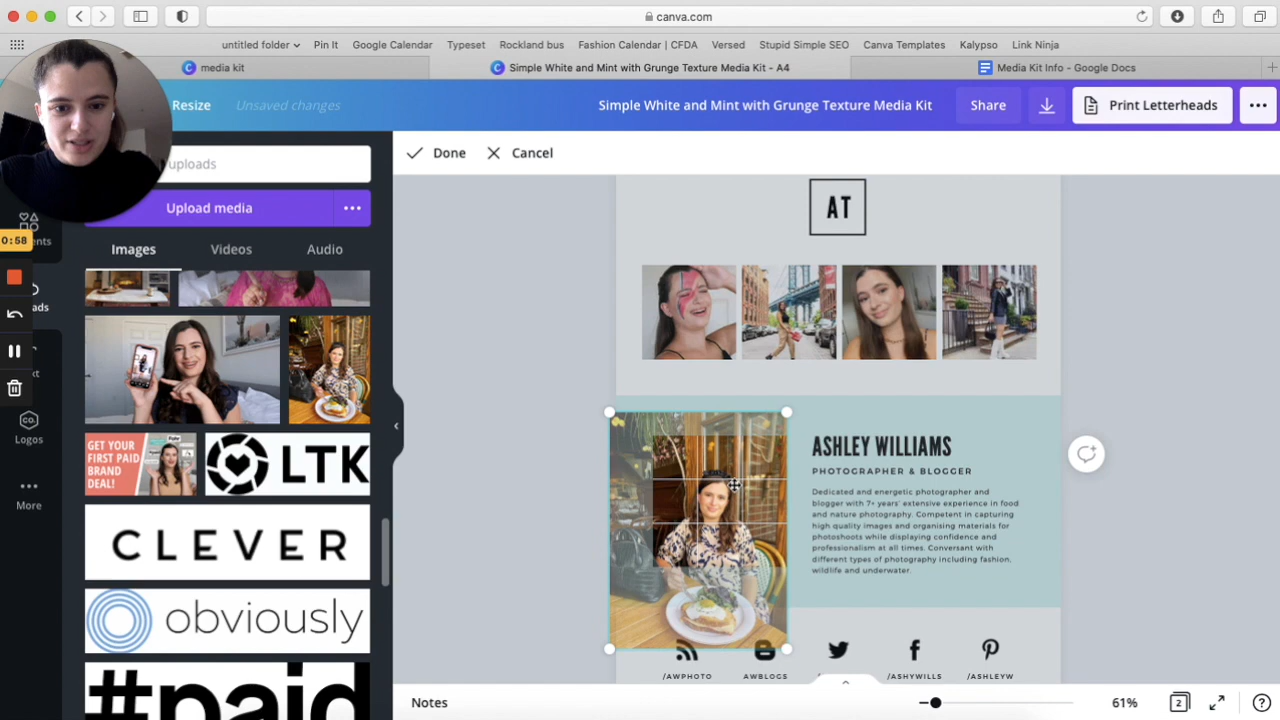 canva.com
untitled folder
Pin It
Google Calendar
Typeset
Rockland bus
Fashion Calendar | CFDA
Versed
Stupid Simple SEO
Canva Templates
Kalypso
Link Ninja
media kit
Simple White and Mint with Grunge Texture Media Kit - A4
Media Kit Info - Google Docs
Resize
Unsaved changes
Simple White and Mint with Grunge Texture Media Kit
Share
Print Letterheads
uploads
Done
Cancel
Upload media
0:58
ents
Images
Videos
Audio
ads
xt
CO.
Logos
More
GET YOUR
FIRST PAID
BRAND
DEAL!
LTK
CLEVER
obviously
#paid
AT
ASHLEY WILLIAMS
PHOTOGRAPHER & BLOGGER
Dedicated and energetic photographer and
blogger with 7+ years' extensive experience in food
and nature photography. Competent in capturing
high quality images and organising materials for
photoshoots while displaying confidence and
professionalism at all times. Conversant with
different types of photography including fashion,
wildlife and underwater.
/AWPHOTO
AWBLOGS
/ASHYWILLS
/ASHLEYW
Notes
61%
2